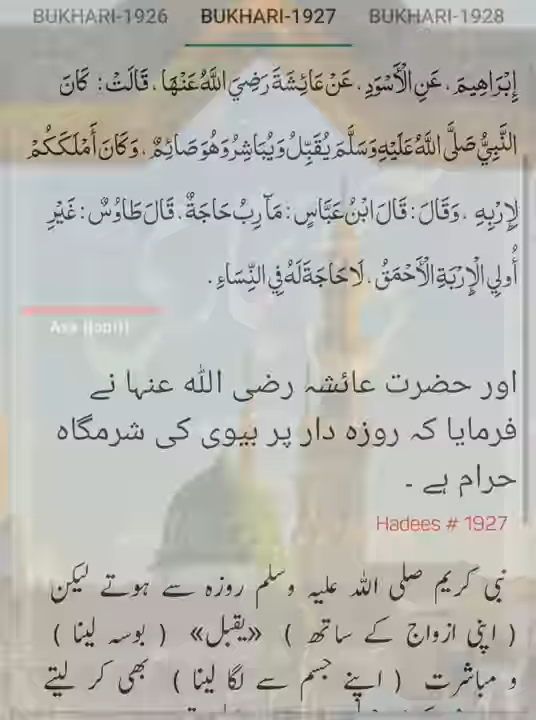 BUKHARI-1926 BUKHARI-1927 BUKHARI-1928
إِبْرَاهِيمَ ، عَنِ الْأَسْوَدِ ، عَنْ عَائِشَةَ رَضِيَ اللَّهُ عَنْهَا ، قَالَتْ : كَانَ
النَّبِيُّ صَلَّى اللَّهُ عَلَيْهِ وَسَلَّمَ يُقَبِّلُ وَيُبَاشِرُ وَهُوَ صَائِمٌ ، وَكَانَ أَمْلَكَكُمْ
لِإِرْبِهِ ، وَقَالَ : قَالَ ابْنُ عَبَّاسٍ : مَآرِبُ حَاجَةٌ ، قَالَ طَاوُسٌ : غَيْرِ
أُولِي الْإِرْبَةِ الْأَحْمَقُ ، لَا حَاجَةَ لَهُ فِي النِّسَاءِ .
اور حضرت عائشہ رضی اللہ عنہا نے
فرمایا کہ روزہ دار پر بیوی کی شرمگاہ
حرام ہے ۔
Hadees # 1927
نبی کریم صلی اللہ علیہ وسلم روزہ سے ہوتے لیکن
( اپنی ازواج کے ساتھ ) «يقبل» ( بوسہ لینا )
و مباشرت ( اپنے جسم سے لگا لینا ) بھی کر لیتے